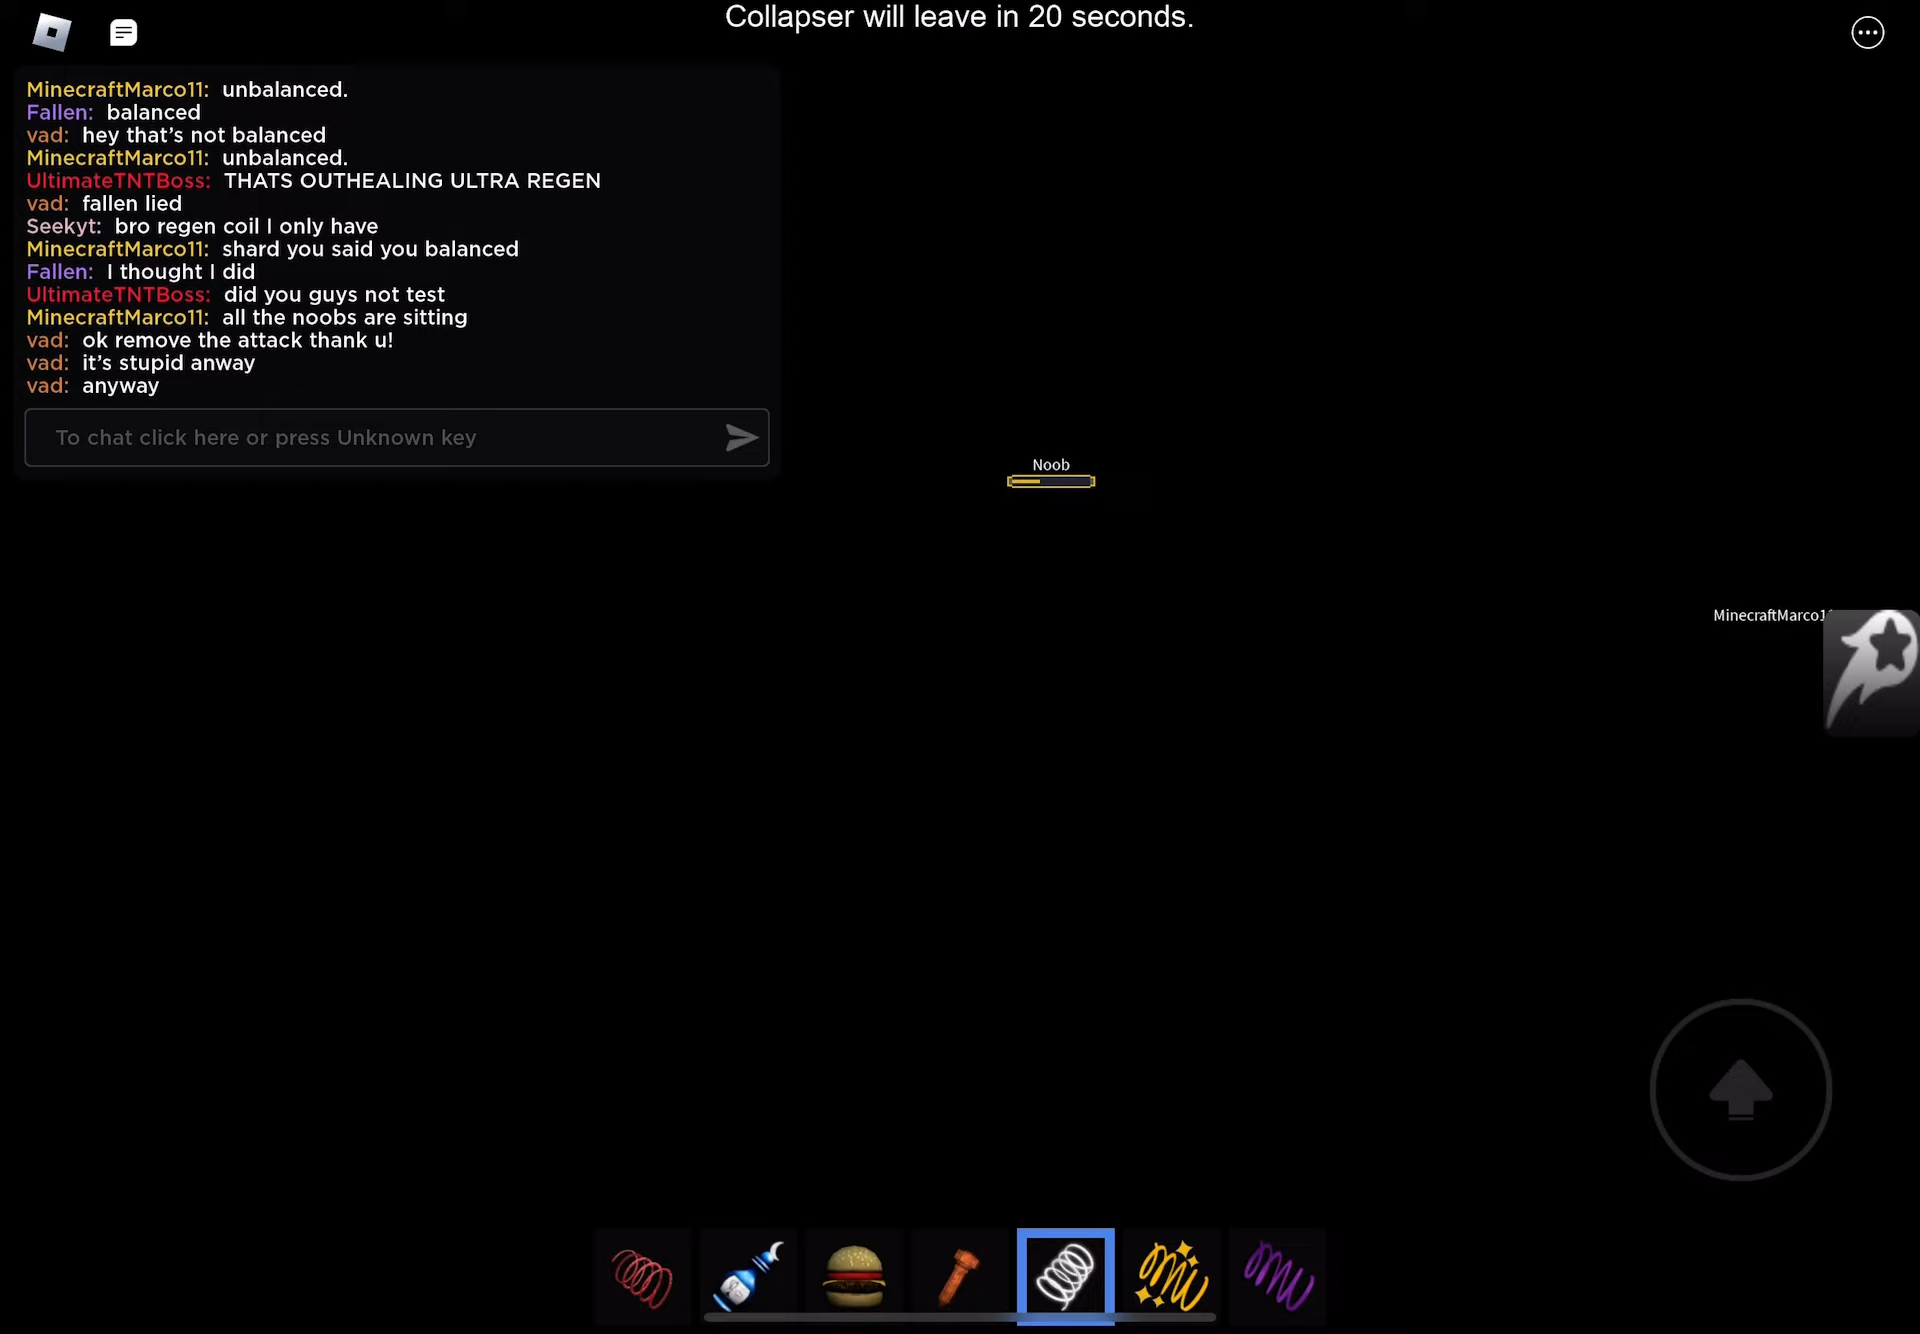 Collapser will leave in 20 seconds.
MinecraftMarco11: unbalanced.
Fallen: balanced
vad: hey that's not balanced
MinecraftMarco11: unbalanced.
UltimateTNTBoss: THATS OUTHEALING ULTRA REGEN
vad: fallen lied
Seekyt: bro regen coil I only have
MinecraftMarco11: shard you said you balanced
Fallen: I thought I did
UltimateTNTBoss: did you guys not test
MinecraftMarco11: all the noobs are sitting
vad: ok remove the attack thank u!
vad: it's stupid anway
vad: anyway
To chat click here or press Unknown key
Noob
MinecraftMarco1